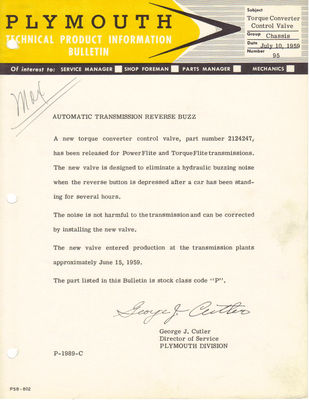 PLYMOUTH
TECHNICAL PRODUCT INFORMATION
BULLETIN
Subject
Torque Converter
Control Valve
Group Chassis
Date July 10, 1959
Number 95
Of interest to: SERVICE MANAGER SHOP FOREMAN PARTS MANAGER MECHANICS
Max
AUTOMATIC TRANSMISSION REVERSE BUZZ
A new torque converter control valve, part number 2124247,
has been released for PowerFlite and TorqueFlite transmissions.
The new valve is designed to eliminate a hydraulic buzzing noise
when the reverse button is depressed after a car has been stand-
ing for several hours.
The noise is not harmful to the transmission and can be corrected
by installing the new valve.
The new valve entered production at the transmission plants
approximately June 15, 1959.
The part listed in this Bulletin is stock class code "P".
George J. Cutler
George J. Cutler
Director of Service
PLYMOUTH DIVISION
P-1989-C
PSB-802